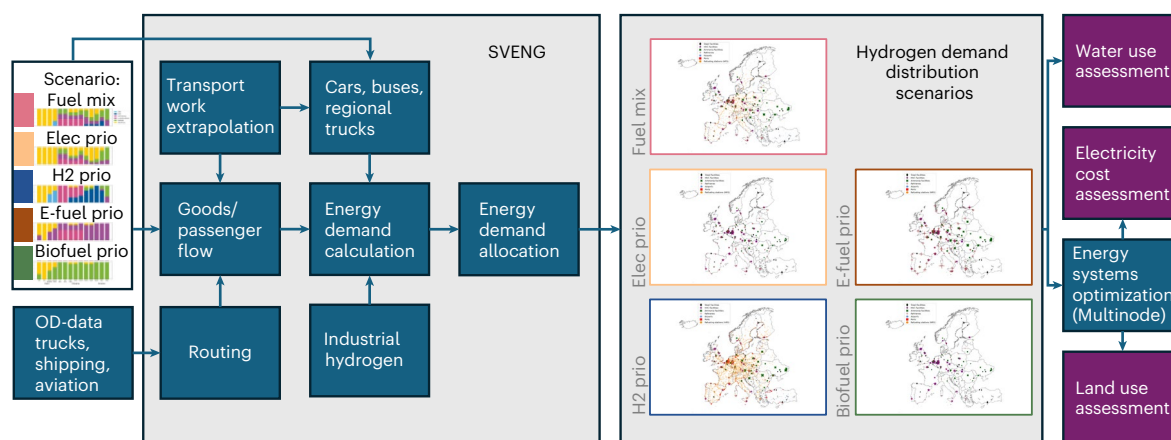 Scenario:
Fuel mix
Elec prio
H2 prio
E-fuel prio
Biofuel prio
OD-data
trucks,
shipping,
aviation
SVENG
Transport
work
extrapolation
Cars, buses,
regional
trucks
Goods/
passenger
flow
Energy
demand
calculation
Energy
demand
allocation
Routing
Industrial
hydrogen
Hydrogen demand
distribution
scenarios
Fuel mix
Elec prio
E-fuel prio
H2 prio
Biofuel prio
Water use
assessment
Electricity
cost
assessment
Energy
systems
optimization
(Multinode)
Land use
assessment